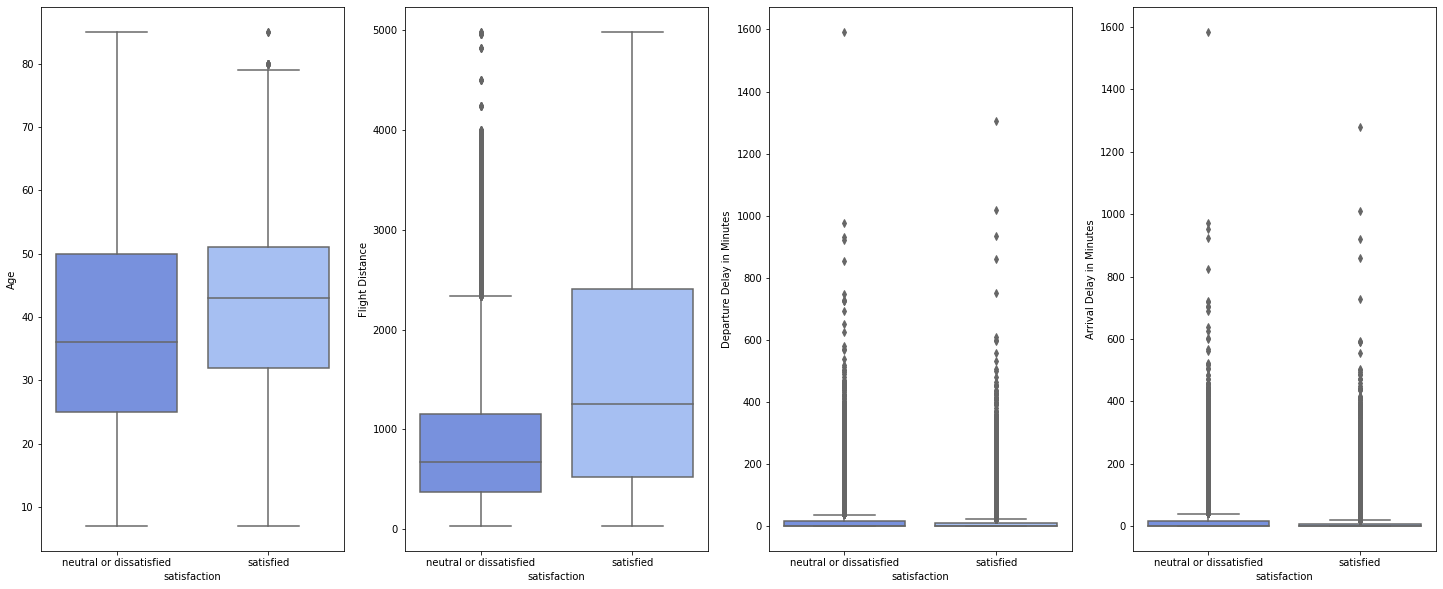 Age
80
70
60
50
40
30
20
10
neutral or dissatisfied
satisfied
satisfaction
Flight Distance
5000
4000
3000
2000
1000
0
neutral or dissatisfied
satisfied
satisfaction
Departure Delay in Minutes
1600
1400
1200
1000
800
600
400
200
0
neutral or dissatisfied
satisfied
satisfaction
Arrival Delay in Minutes
1600
1400
1200
1000
800
600
400
200
0
neutral or dissatisfied
satisfied
satisfaction